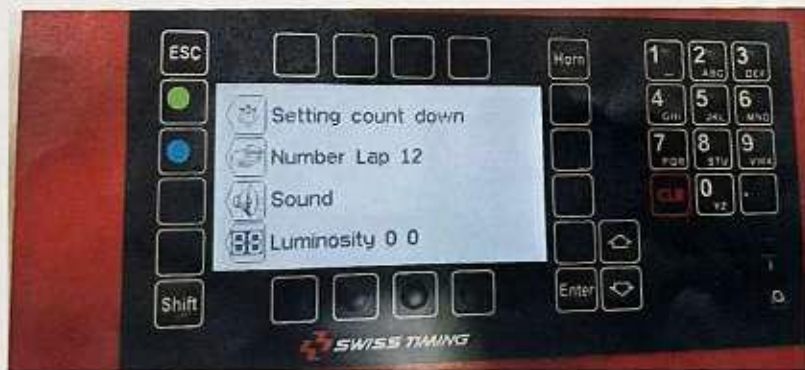 ESC
Horn
1
2 ABC
3 DEF
Setting count down
4 GHI
5 JKL
6 MNO
Number Lap 12
7 PQR
8 STU
9
Sound
CLR
0 YZ
.
Luminosity 0 0
Shift
Enter
SWISS TIMING